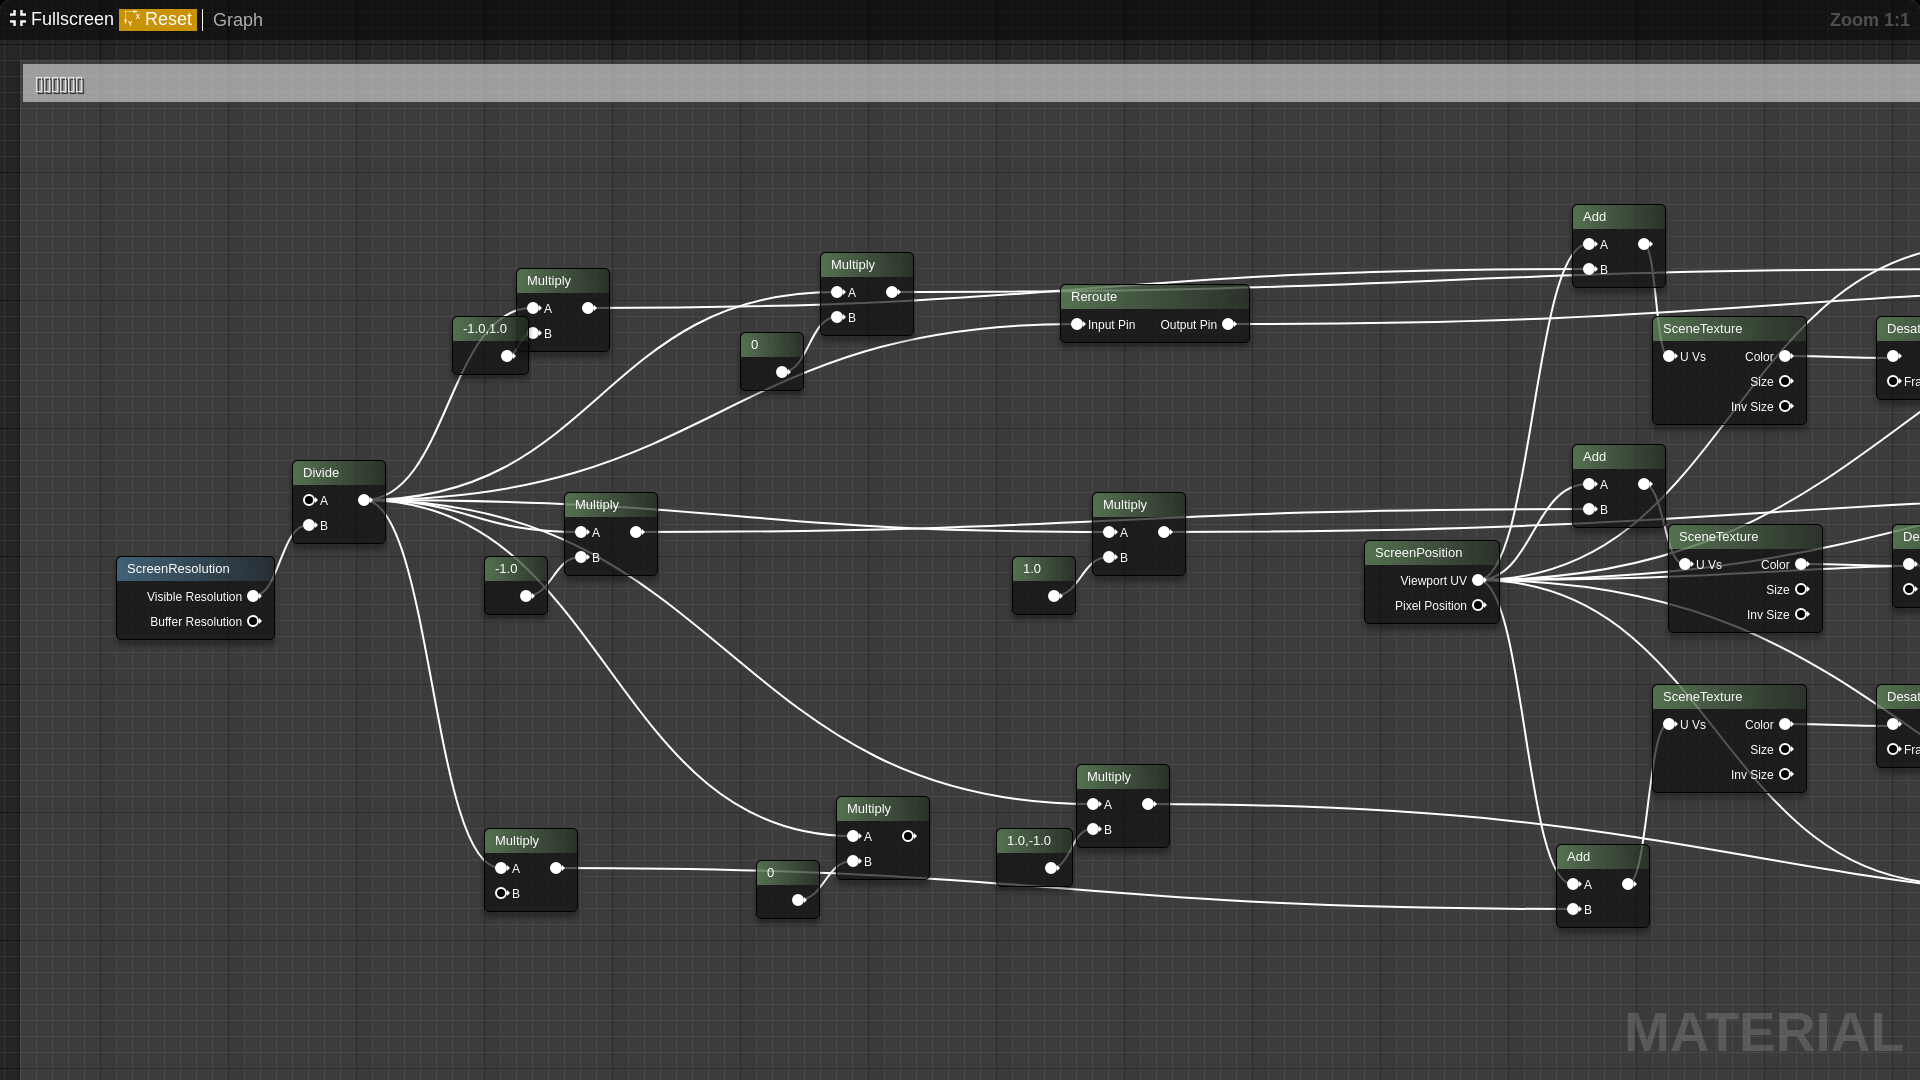 Fullscreen Reset Graph Zoom 1:1
Add
A
B
Multiply
A
B
Multiply
A
B
-1.0,1.0
0
Reroute
Input Pin Output Pin
SceneTexture
U Vs Color
Size
Inv Size
Desat
Fra
Divide
A
B
Add
A
B
Multiply
A
B
-1.0
Multiply
A
B
1.0
ScreenPosition
Viewport UV
Pixel Position
SceneTexture
U Vs Color
Size
Inv Size
De
ScreenResolution
Visible Resolution
Buffer Resolution
SceneTexture
U Vs Color
Size
Inv Size
Desat
Fra
Multiply
A
B
Multiply
A
B
0
Multiply
A
B
1.0,-1.0
Add
A
B
MATERIAL